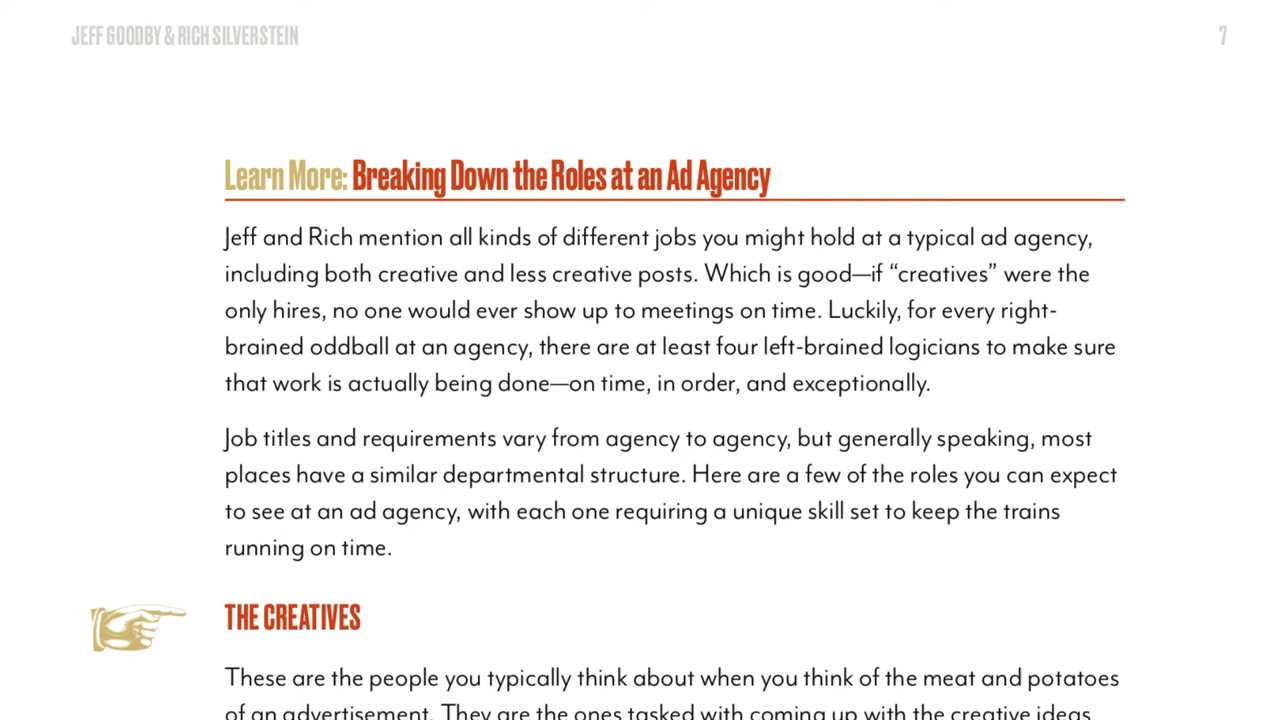 JEFF GOODBY & RICH SILVERSTEIN
7
Learn More: Breaking Down the Roles at an Ad Agency
Jeff and Rich mention all kinds of different jobs you might hold at a typical ad agency,
including both creative and less creative posts. Which is good—if “creatives” were the
only hires, no one would ever show up to meetings on time. Luckily, for every right-
brained oddball at an agency, there are at least four left-brained logicians to make sure
that work is actually being done—on time, in order, and exceptionally.
Job titles and requirements vary from agency to agency, but generally speaking, most
places have a similar departmental structure. Here are a few of the roles you can expect
to see at an ad agency, with each one requiring a unique skill set to keep the trains
running on time.
THE CREATIVES
These are the people you typically think about when you think of the meat and potatoes
of an advertisement. They are the ones tasked with coming up with the creative ideas